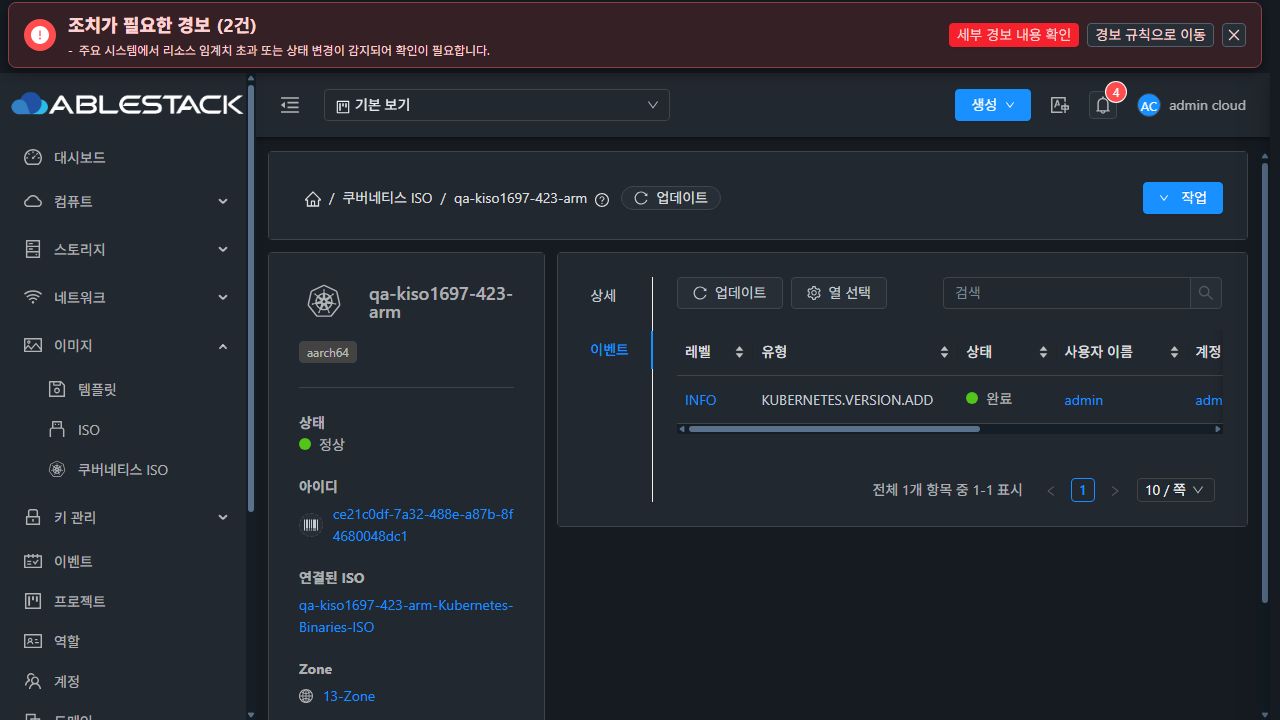 조치가 필요한 경보 (2건)
- 주요 시스템에서 리소스 임계치 초과 또는 상태 변경이 감지되어 확인이 필요합니다.
세부 경보 내용 확인
경보 규칙으로 이동
ABLESTACK
기본 보기
생성
4
AC
admin cloud
대시보드
컴퓨트
스토리지
네트워크
이미지
템플릿
ISO
쿠버네티스 ISO
키 관리
이벤트
프로젝트
역할
계정
/ 쿠버네티스 ISO / qa-kiso1697-423-arm
업데이트
작업
qa-kiso1697-423-
arm
aarch64
상태
정상
아이디
ce21c0df-7a32-488e-a87b-8f
4680048dc1
연결된 ISO
qa-kiso1697-423-arm-Kubernetes-
Binaries-ISO
Zone
13-Zone
상세
이벤트
업데이트
열 선택
검색
레벨 유형 상태 사용자 이름 계정
INFO KUBERNETES.VERSION.ADD 완료 admin adm
전체 1개 항목 중 1-1 표시
1
10 / 쪽